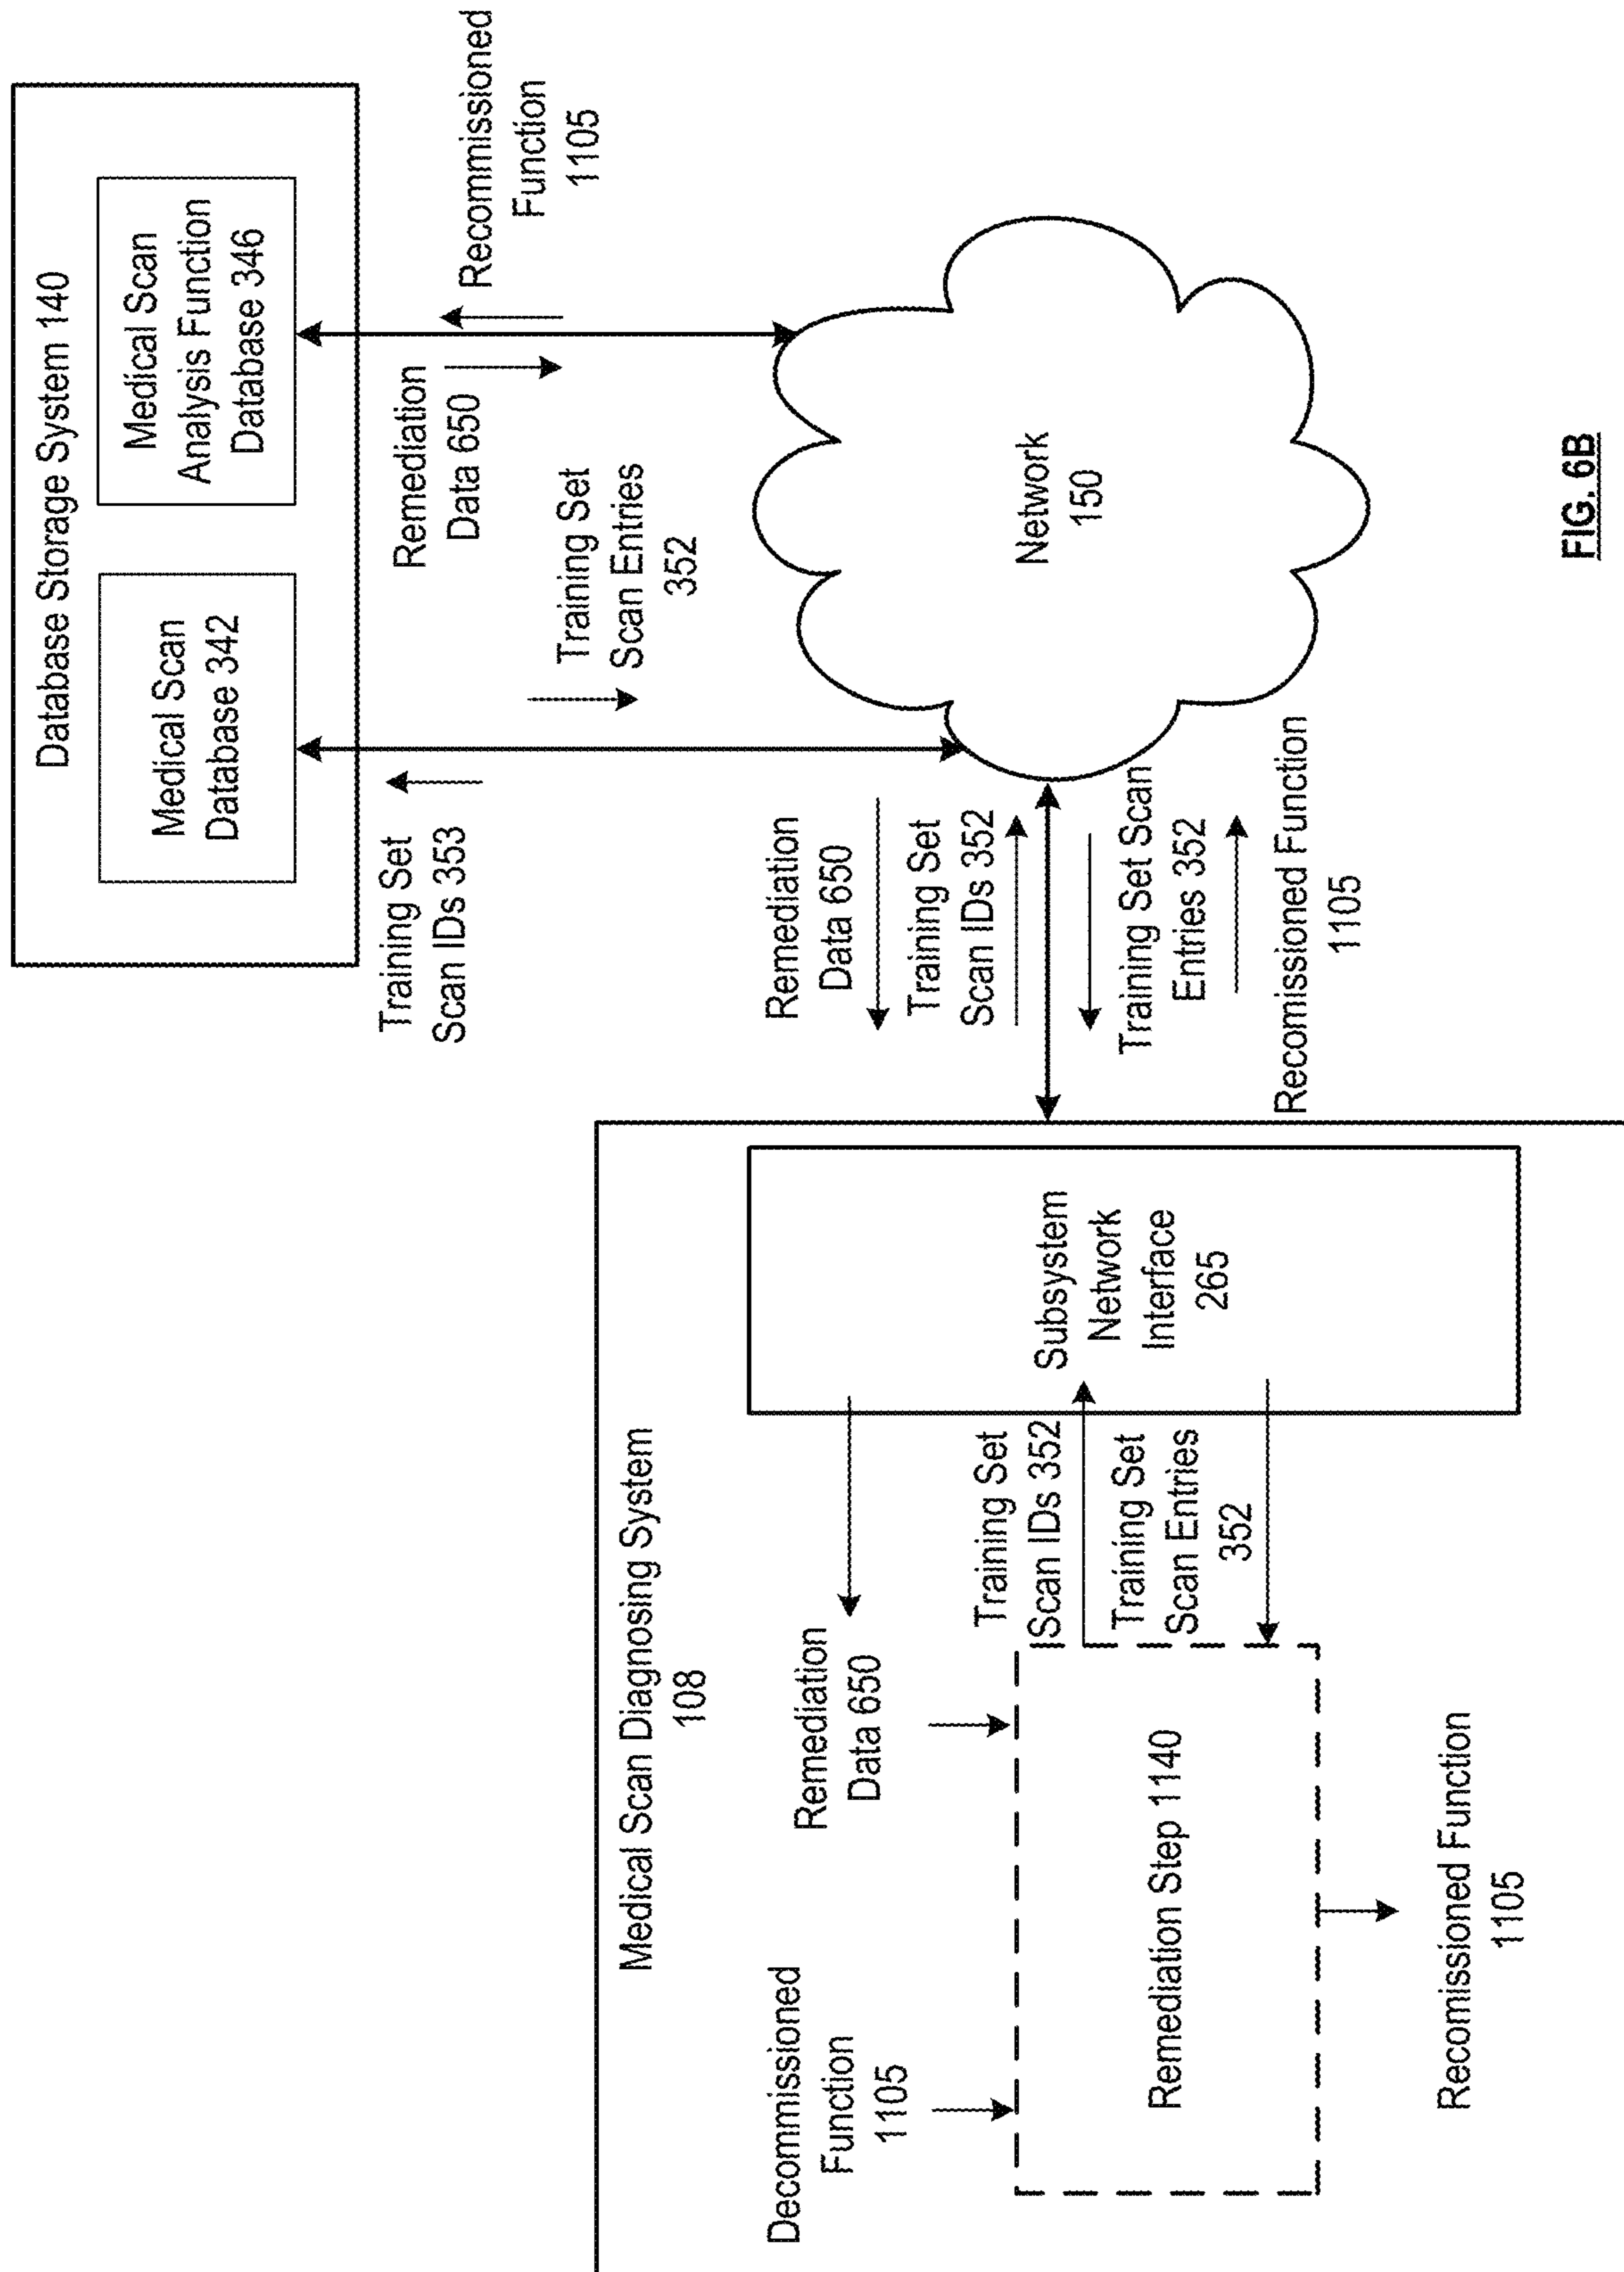 Database Storage System 140
Medical Scan
Database 342
Medical Scan
Analysis Function
Database 346
Training Set
Scan IDs 353
Remediation
Data 650
Recommissioned
Function
1105
Training Set
Scan Entries
352
Medical Scan Diagnosing System
108
Remediation
Data 650
Training Set
Scan IDs 352
Network
150
Training Set Scan
Entries 352
Recomissioned Function
1105
Decommissioned
Function
1105
Remediation
Data 650
Training Set
Scan IDs 352
Training Set
Scan Entries
352
Subsystem
Network
Interface
265
Remediation Step 1140
Recomissioned Function
1105
FIG. 6B